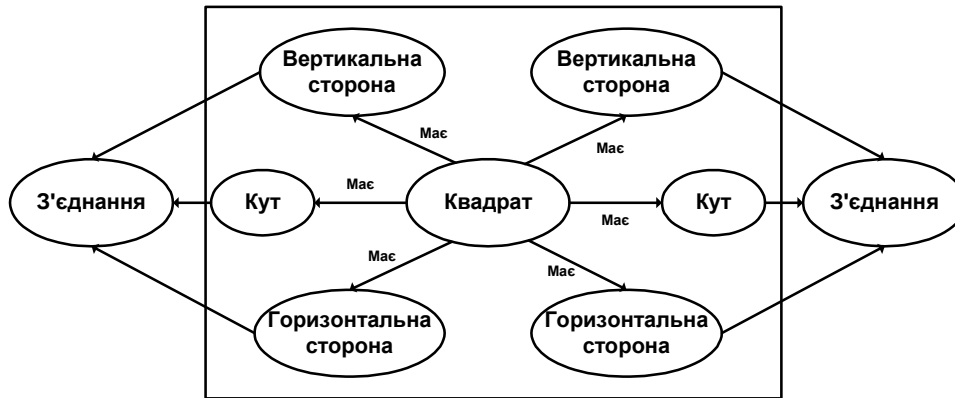 Вертикальна
сторона
Вертикальна
сторона
Має
Має
З'єднання
Кут
Має
Квадрат
Має
Кут
З'єднання
Має
Має
Горизонтальна
сторона
Горизонтальна
сторона